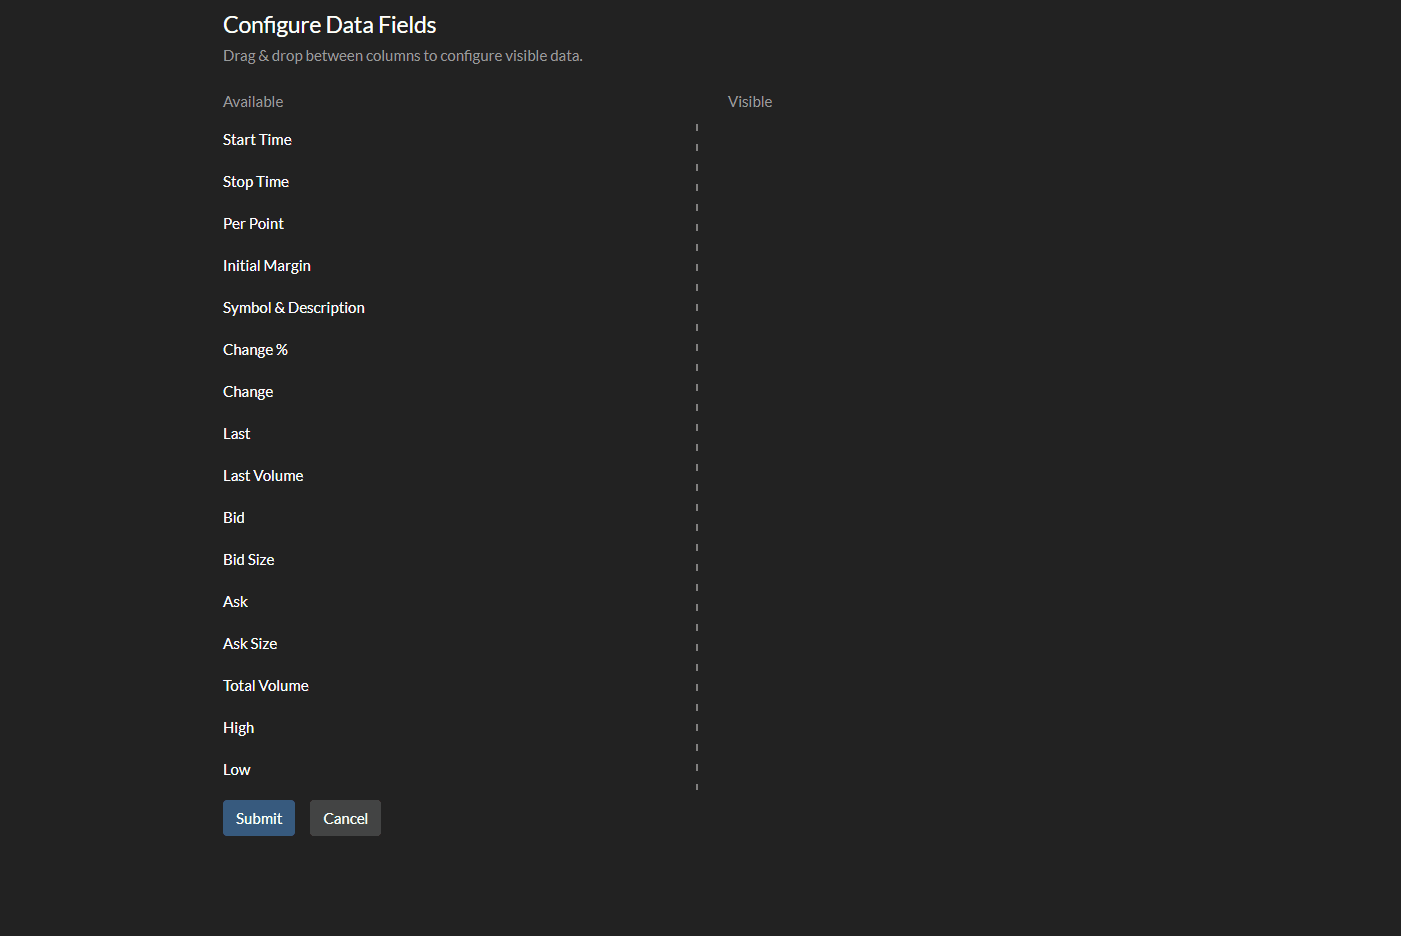 Configure Data Fields
Drag & drop between columns to configure visible data.
Available
Visible
Start Time
Stop Time
Per Point
Initial Margin
Symbol & Description
Change %
Change
Last
Last Volume
Bid
Bid Size
Ask
Ask Size
Total Volume
High
Low
Submit
Cancel